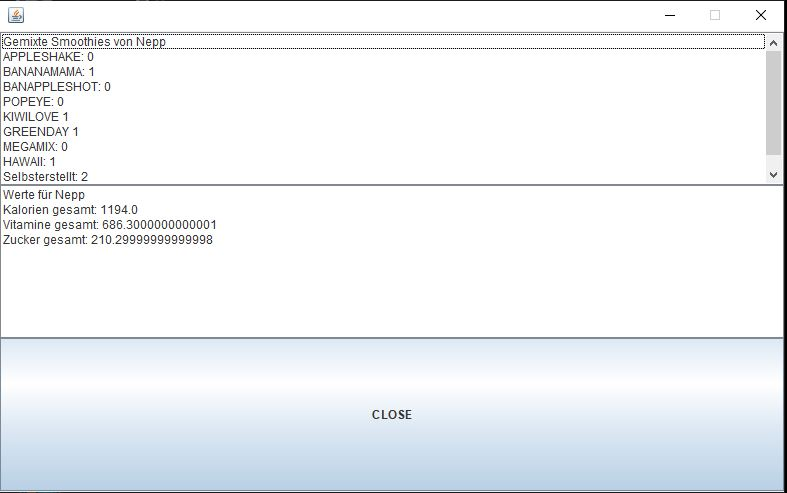 Gemixte Smoothies von Nepp
APPLESHAKE: 0
BANANAMAMA: 1
BANAPPLESHOT: 0
POPEYE: 0
KIWILOVE 1
GREENDAY 1
MEGAMIX: 0
HAWAII: 1
Selbsterstellt: 2
Werte für Nepp
Kalorien gesamt: 1194.0
Vitamine gesamt: 686.3000000000001
Zucker gesamt: 210.29999999999998
CLOSE